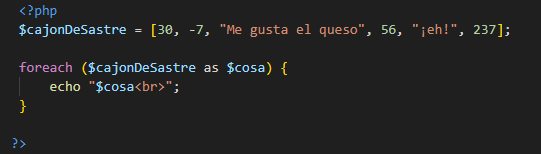 <?php
$cajonDeSastre = [30, -7, "Me gusta el queso", 56, "¡eh!", 237];
foreach ($cajonDeSastre as $cosa) {
echo "$cosa<br>";
}
?>